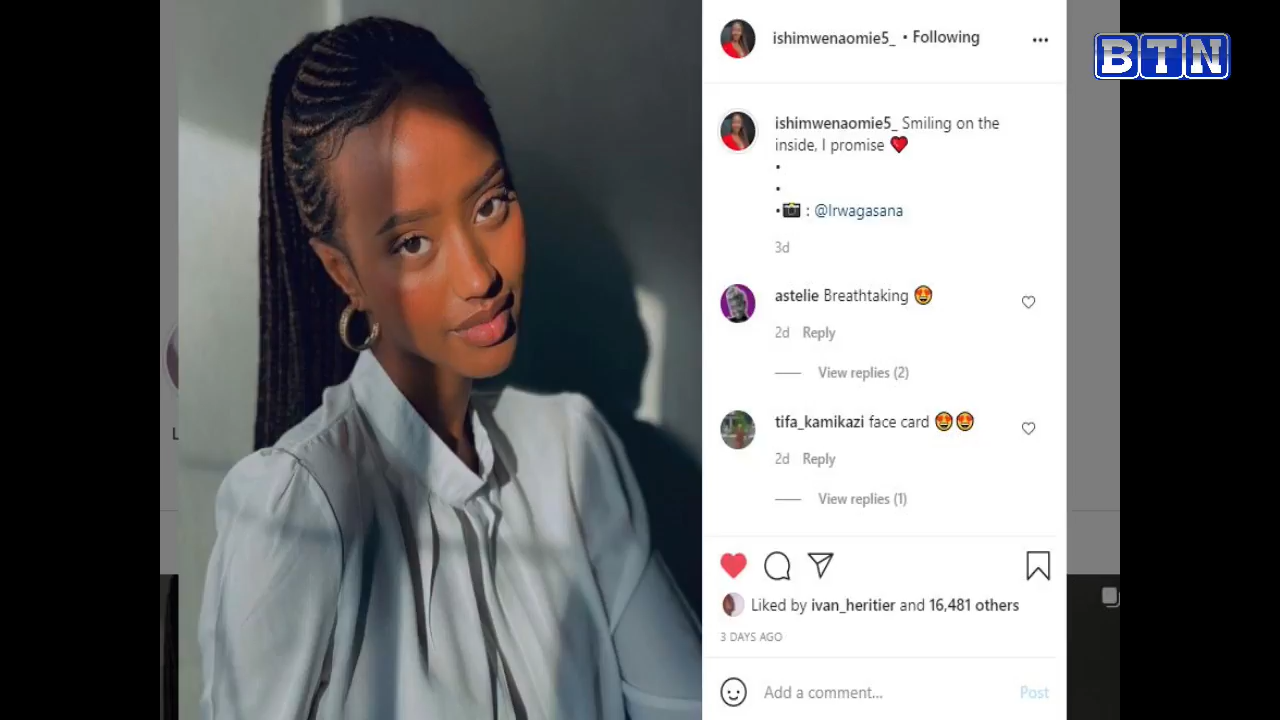 BTN
ishimwenaomie5_ • Following
ishimwenaomie5_ Smiling on the
inside, I promise ❤️
•
•
•📸 : @Irwagasana
3d
astelie Breathtaking 😍
2d Reply
View replies (2)
tifa_kamikazi face card 😍😍
2d Reply
View replies (1)
Liked by ivan_heritier and 16,481 others
3 DAYS AGO
Add a comment... Post
L